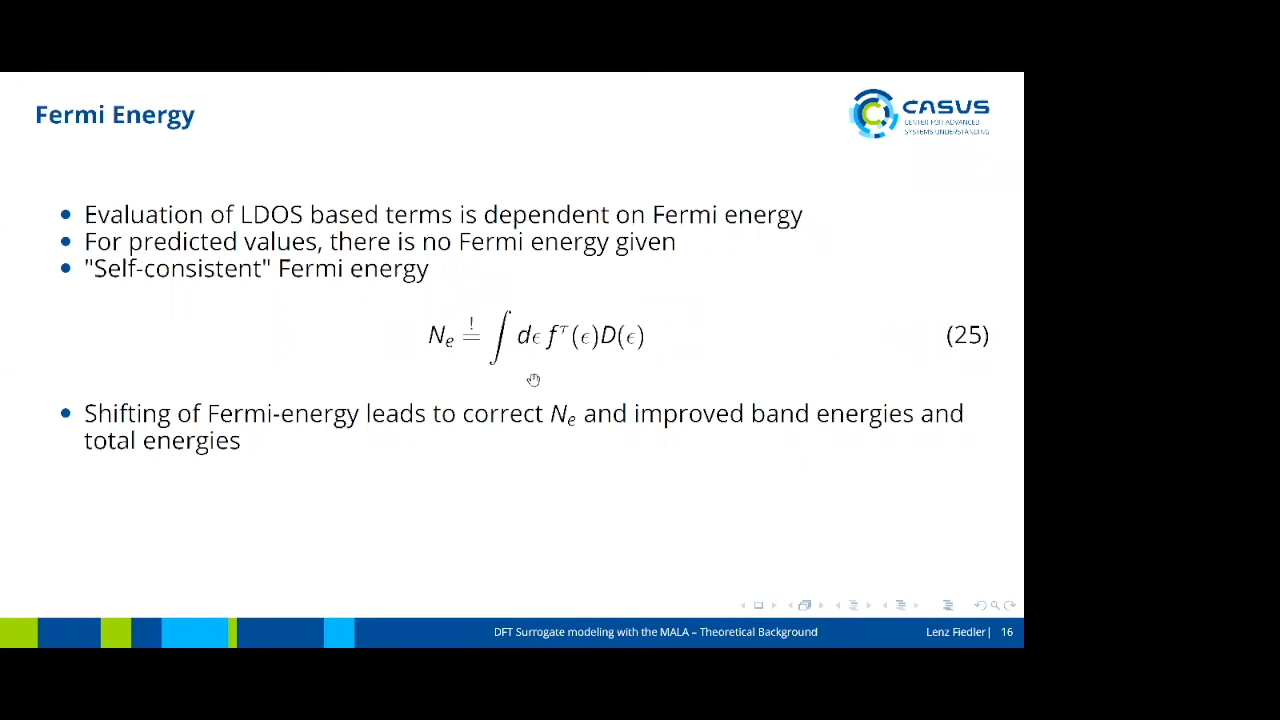 Fermi Energy
CASUS
CENTER FOR ADVANCED
SYSTEMS UNDERSTANDING
• Evaluation of LDOS based terms is dependent on Fermi energy
• For predicted values, there is no Fermi energy given
• "Self-consistent" Fermi energy
Nₑ =! ∫ dϵ f^τ(ϵ)D(ϵ) (25)
• Shifting of Fermi-energy leads to correct Nₑ and improved band energies and
total energies
DFT Surrogate modeling with the MALA – Theoretical Background Lenz Fiedler| 16